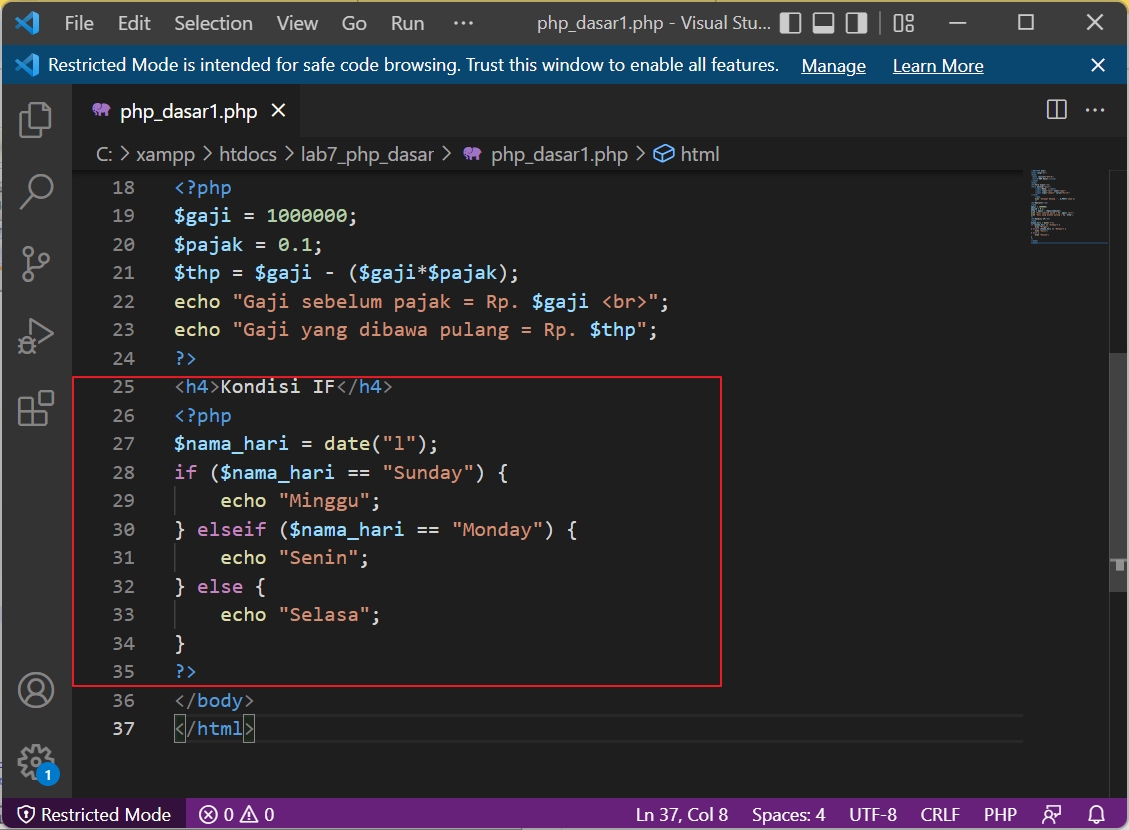 File Edit Selection View Go Run ··· php_dasar1.php - Visual Stu...
Restricted Mode is intended for safe code browsing. Trust this window to enable all features. Manage Learn More
php_dasar1.php
C: > xampp > htdocs > lab7_php_dasar > php_dasar1.php > html
18 <?php
19 $gaji = 1000000;
20 $pajak = 0.1;
21 $thp = $gaji - ($gaji*$pajak);
22 echo "Gaji sebelum pajak = Rp. $gaji <br>";
23 echo "Gaji yang dibawa pulang = Rp. $thp";
24 ?>
25 <h4>Kondisi IF</h4>
26 <?php
27 $nama_hari = date("l");
28 if ($nama_hari == "Sunday") {
29     echo "Minggu";
30 } elseif ($nama_hari == "Monday") {
31     echo "Senin";
32 } else {
33     echo "Selasa";
34 }
35 ?>
36 </body>
37 </html>
1
Restricted Mode 0 0 Ln 37, Col 8 Spaces: 4 UTF-8 CRLF PHP